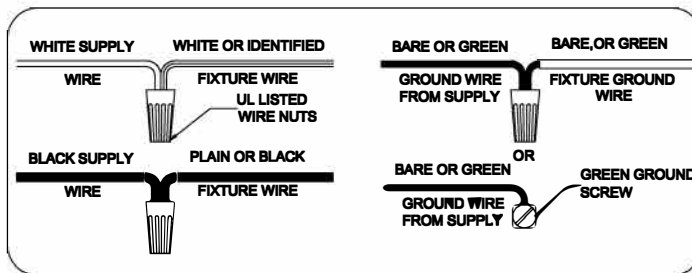 WHITE SUPPLY
WIRE
WHITE OR IDENTIFIED
FIXTURE WIRE
UL LISTED
WIRE NUTS
BLACK SUPPLY
WIRE
PLAIN OR BLACK
FIXTURE WIRE
BARE OR GREEN
GROUND WIRE
FROM SUPPLY
BARE,OR GREEN
FIXTURE GROUND
WIRE
OR
BARE OR GREEN
GROUND WIRE
FROM SUPPLY
GREEN GROUND
SCREW